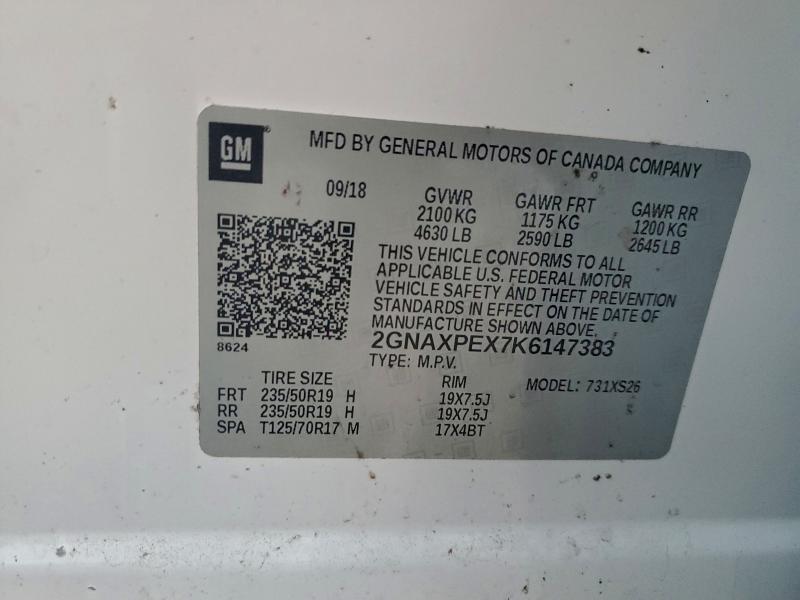 GM
MFD BY GENERAL MOTORS OF CANADA COMPANY
09/18
GVWR GAWR FRT GAWR RR
2100 KG 1175 KG 1200 KG
4630 LB 2590 LB 2645 LB
THIS VEHICLE CONFORMS TO ALL
APPLICABLE U.S. FEDERAL MOTOR
VEHICLE SAFETY AND THEFT PREVENTION
STANDARDS IN EFFECT ON THE DATE OF
MANUFACTURE SHOWN ABOVE.
8624
2GNAXPEX7K6147383
TYPE: M.P.V.
TIRE SIZE RIM MODEL: 731XS26
FRT 235/50R19 H 19X7.5J
RR 235/50R19 H 19X7.5J
SPA T125/70R17 M 17X4BT